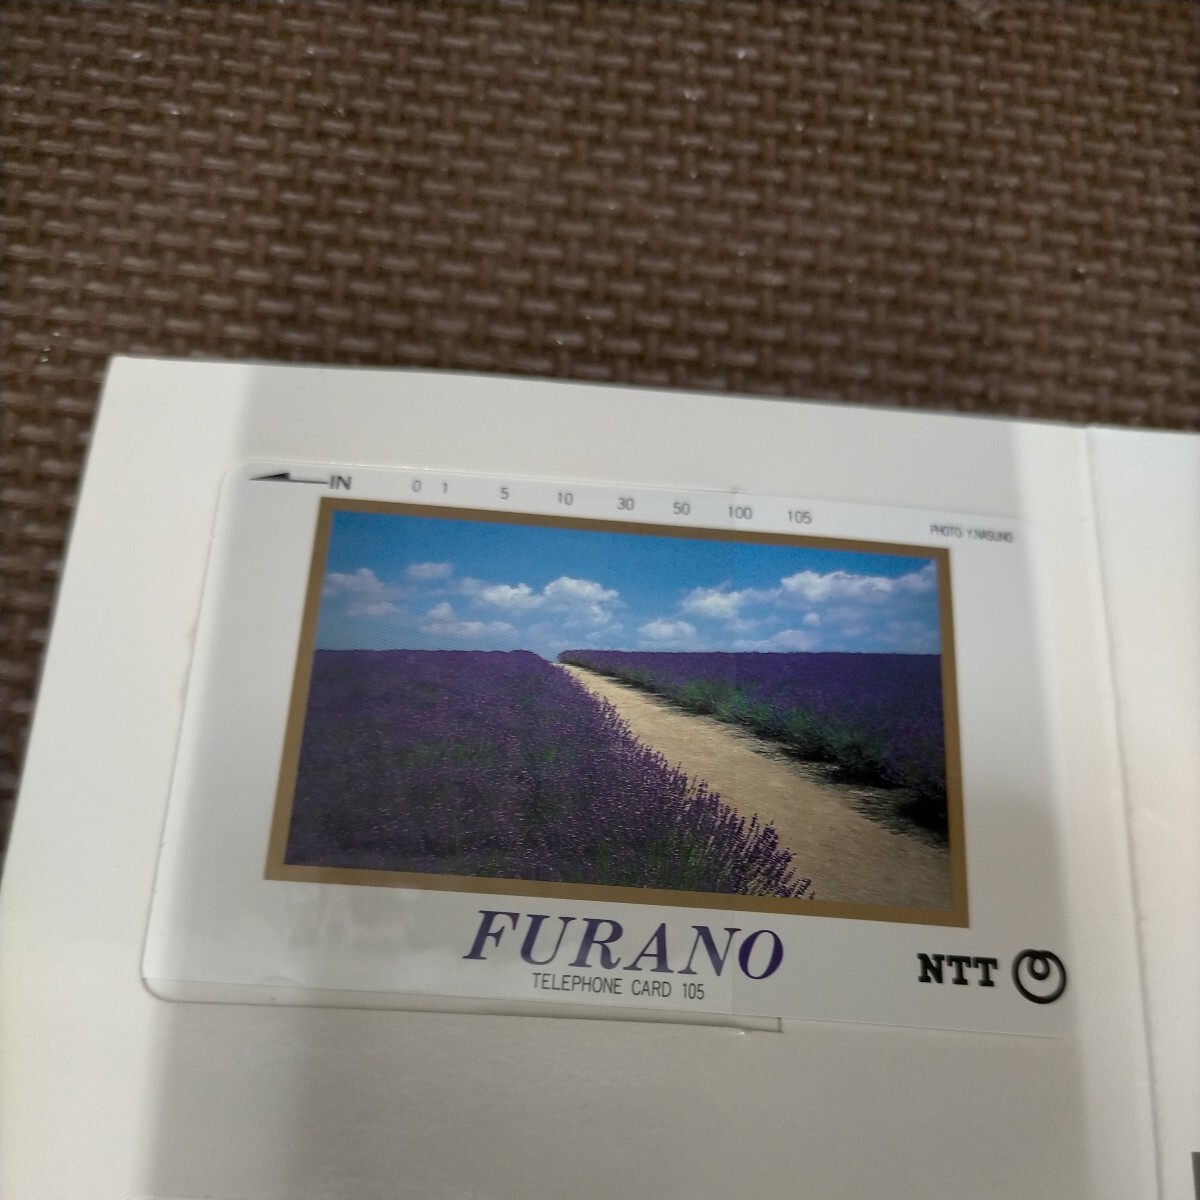 IN 0 1 5 10 30 50 100 105
PHOTO Y.NASUNO
FURANO
TELEPHONE CARD 105
NTT